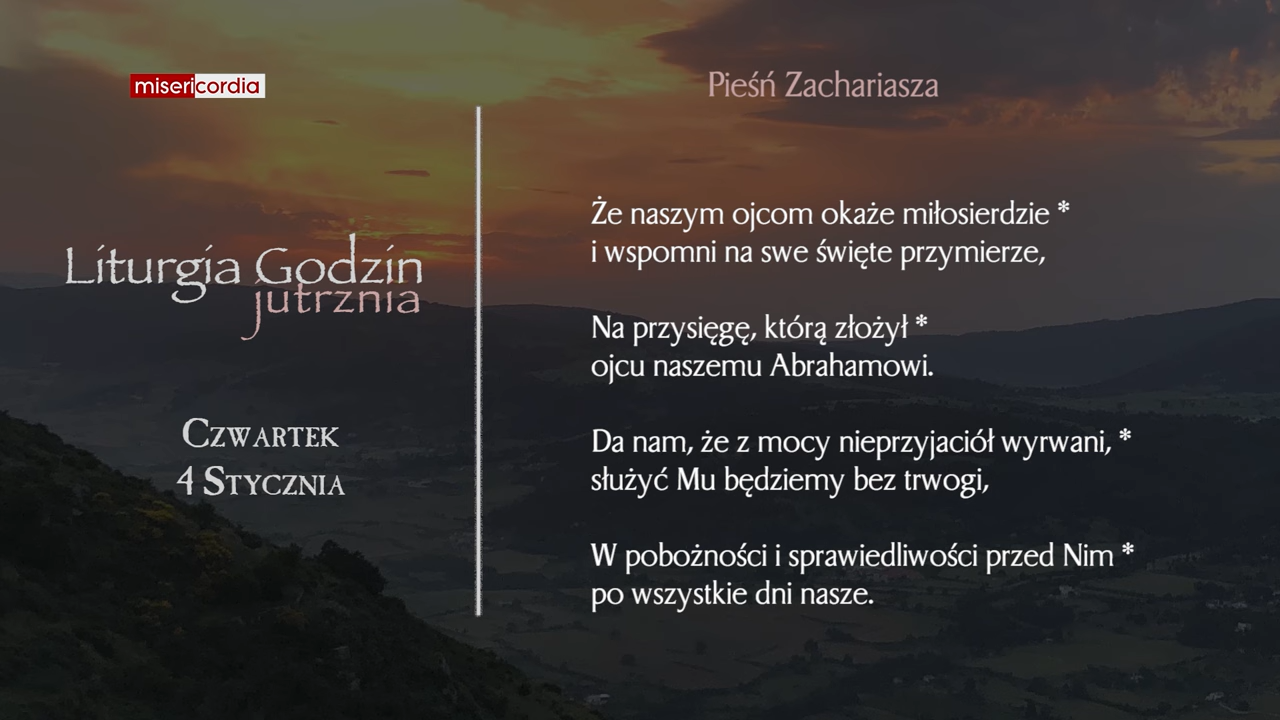 misericordia
Liturgia Godzin
jutrznia
Czwartek
4 Stycznia
Pieśń Zachariasza
Że naszym ojcom okaże miłosierdzie *
i wspomni na swe święte przymierze,
Na przysięgę, którą złożył *
ojcu naszemu Abrahamowi.
Da nam, że z mocy nieprzyjaciół wyrwani, *
służyć Mu będziemy bez trwogi,
W pobożności i sprawiedliwości przed Nim *
po wszystkie dni nasze.